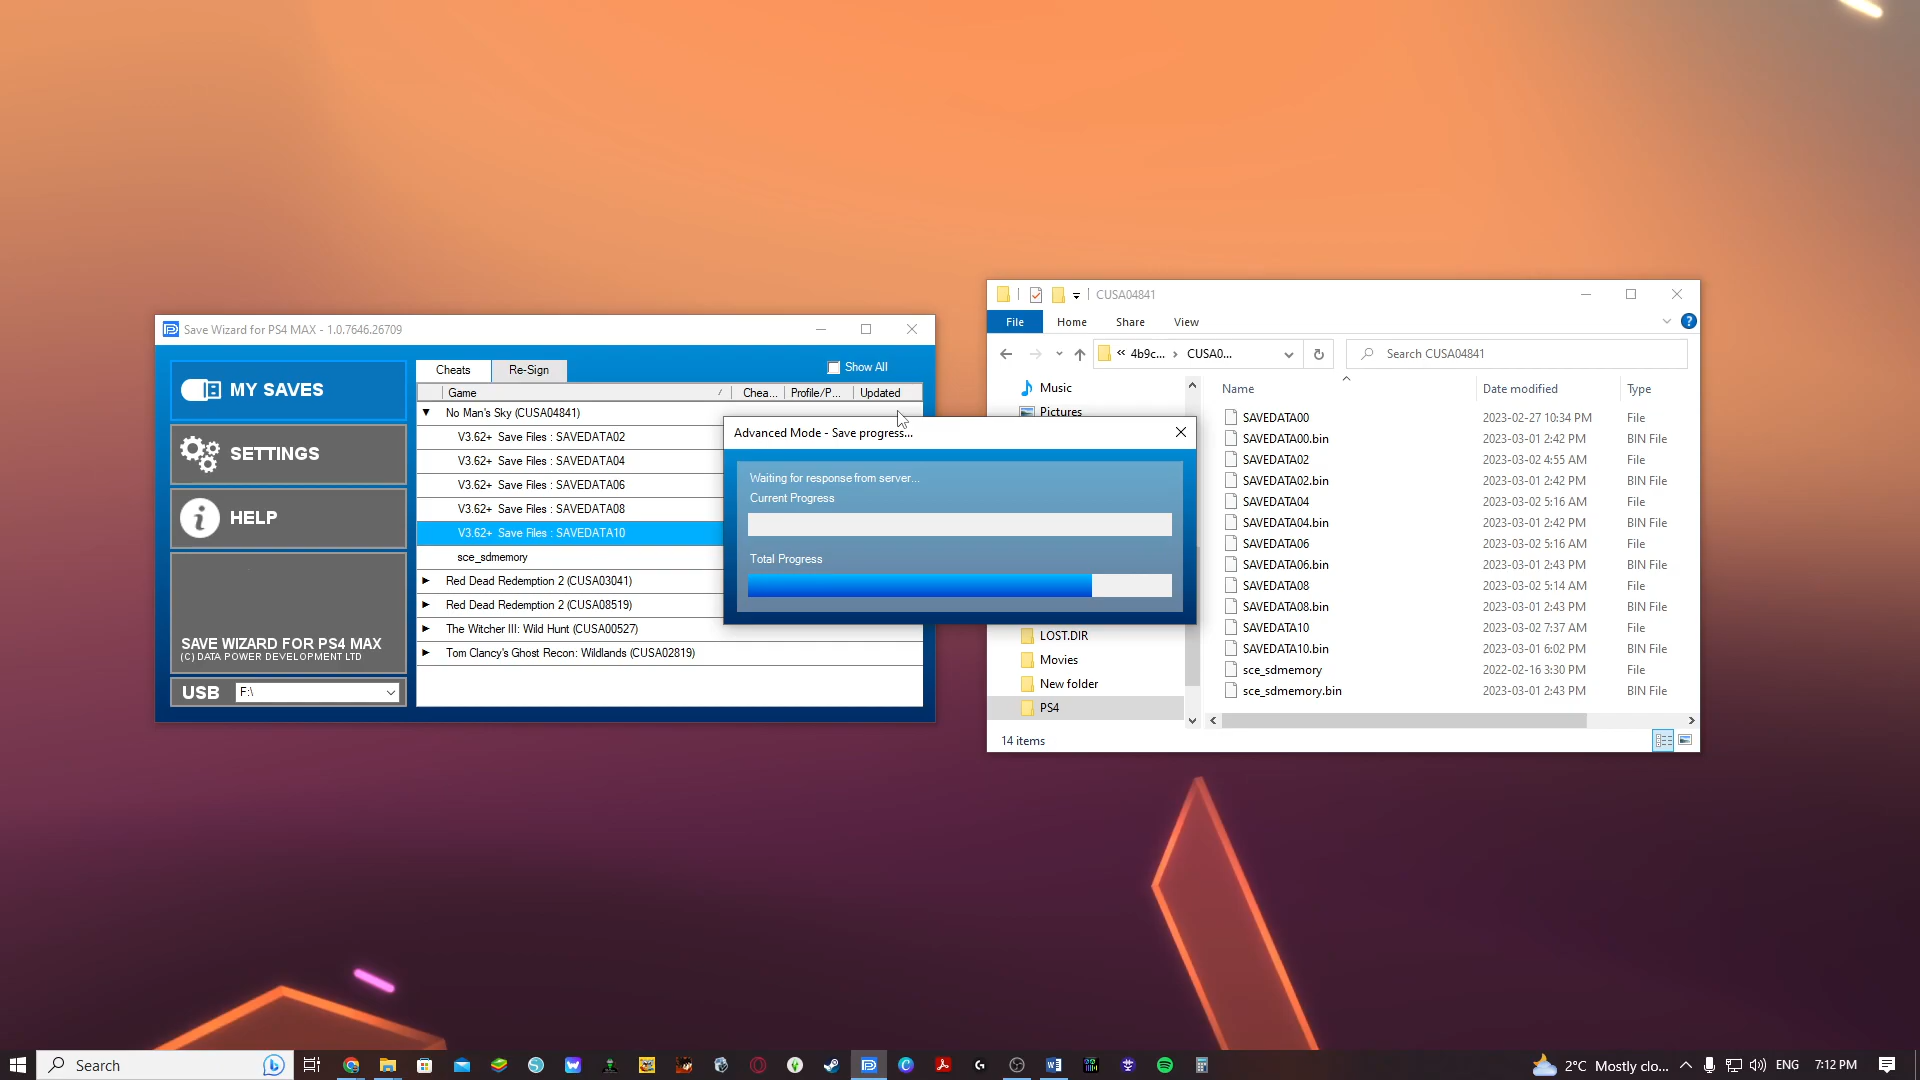 Save Wizard for PS4 MAX - 1.0.7646.26709
MY SAVES
SETTINGS
HELP
SAVE WIZARD FOR PS4 MAX
(C) DATA POWER DEVELOPMENT LTD
USB F:\
Cheats Re-Sign Show All
Game Chea... Profile/P... Updated
No Man's Sky (CUSA04841)
V3.62+ Save Files : SAVEDATA02
V3.62+ Save Files : SAVEDATA04
V3.62+ Save Files : SAVEDATA06
V3.62+ Save Files : SAVEDATA08
V3.62+ Save Files : SAVEDATA10
sce_sdmemory
Red Dead Redemption 2 (CUSA03041)
Red Dead Redemption 2 (CUSA08519)
The Witcher III: Wild Hunt (CUSA00527)
Tom Clancy's Ghost Recon: Wildlands (CUSA02819)
Advanced Mode - Save progress...
Waiting for response from server...
Current Progress
Total Progress
CUSA04841
File Home Share View
« 4b9c... › CUSA0... Search CUSA04841
Music
Pictures
LOST.DIR
Movies
New folder
PS4
Name Date modified Type
SAVEDATA00 2023-02-27 10:34 PM File
SAVEDATA00.bin 2023-03-01 2:42 PM BIN File
SAVEDATA02 2023-03-02 4:55 AM File
SAVEDATA02.bin 2023-03-01 2:42 PM BIN File
SAVEDATA04 2023-03-02 5:16 AM File
SAVEDATA04.bin 2023-03-01 2:42 PM BIN File
SAVEDATA06 2023-03-02 5:16 AM File
SAVEDATA06.bin 2023-03-01 2:43 PM BIN File
SAVEDATA08 2023-03-02 5:14 AM File
SAVEDATA08.bin 2023-03-01 2:43 PM BIN File
SAVEDATA10 2023-03-02 7:37 AM File
SAVEDATA10.bin 2023-03-01 6:02 PM BIN File
sce_sdmemory 2022-02-16 3:30 PM File
sce_sdmemory.bin 2023-03-01 2:43 PM BIN File
14 items
Search
2°C Mostly clo... ENG 7:12 PM